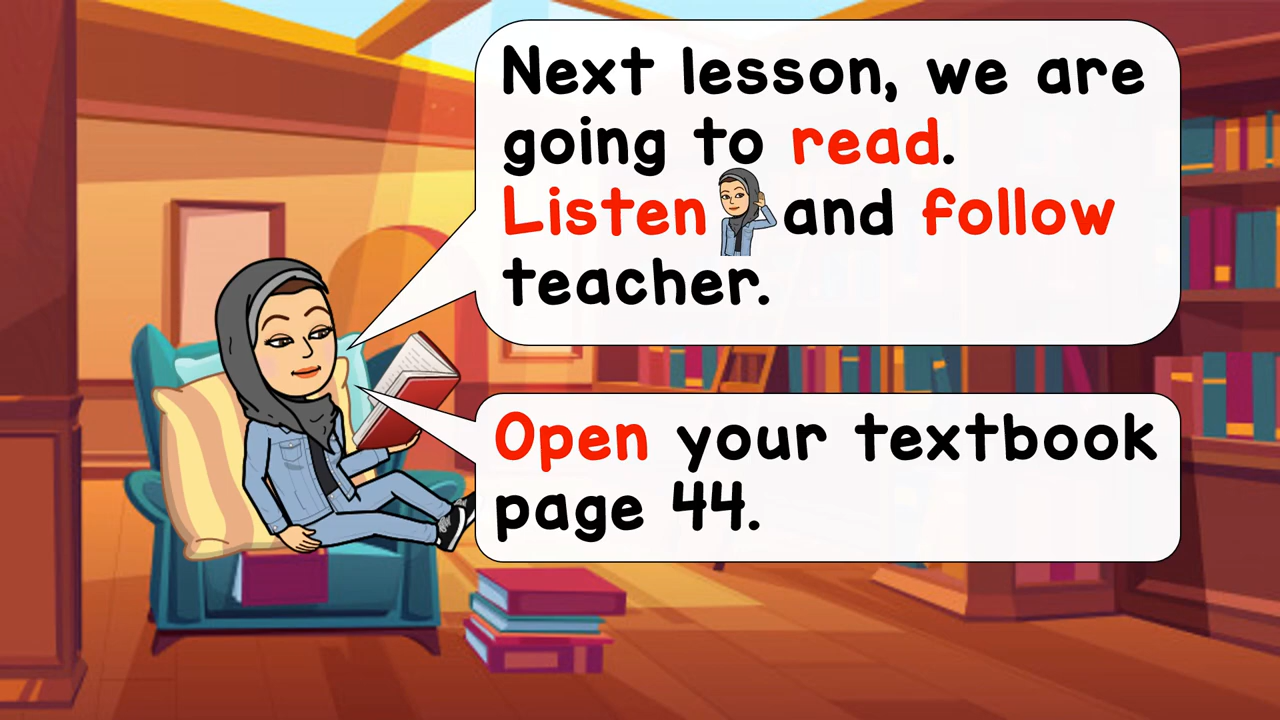 Next lesson, we are
going to read.
Listen and follow
teacher.
Open your textbook
page 44.